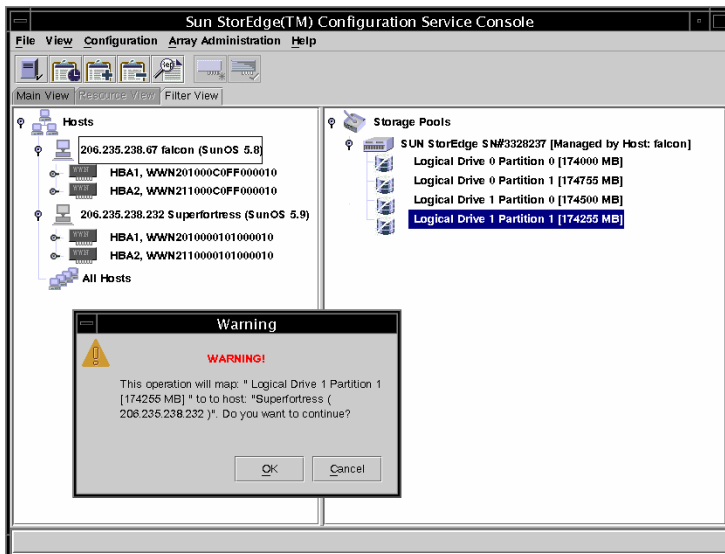 Sun StorEdge(TM) Configuration Service Console
File View Configuration Array Administration Help
Main View Resource View Filter View
Hosts
206.235.238.67 falcon (SunOS 5.8)
HBA1, WWN201000C0FF000010
HBA2, WWN211000C0FF000010
206.235.238.232 Superfortress (SunOS 5.9)
HBA1, WWN2010000101000010
HBA2, WWN2110000101000010
All Hosts
Storage Pools
SUN StorEdge SN#3328237 [Managed by Host: falcon]
Logical Drive 0 Partition 0 [174000 MB]
Logical Drive 0 Partition 1 [174755 MB]
Logical Drive 1 Partition 0 [174500 MB]
Logical Drive 1 Partition 1 [174255 MB]
Warning
WARNING!
This operation will map: " Logical Drive 1 Partition 1
[174255 MB] " to to host: "Superfortress (
206.235.238.232 )". Do you want to continue?
OK Cancel